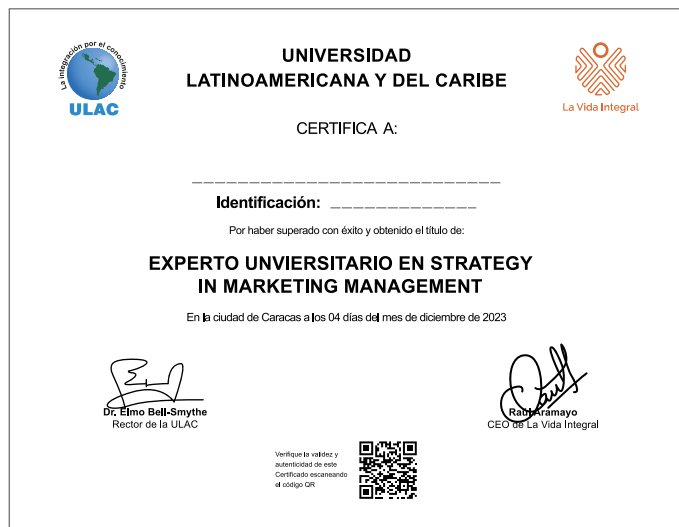 La integración por el conocimiento
ULAC
UNIVERSIDAD
LATINOAMERICANA Y DEL CARIBE
La Vida Integral
CERTIFICA A:
____________________________
Identificación: _____________
Por haber superado con éxito y obtenido el título de:
EXPERTO UNVIERSITARIO EN STRATEGY
IN MARKETING MANAGEMENT
En la ciudad de Caracas a los 04 días del mes de diciembre de 2023
Dr. Elmo Bell-Smythe
Rector de la ULAC
Raúl Aramayo
CEO de La Vida Integral
Verifique la validez y
autenticidad de este
Certificado escaneando
el código QR